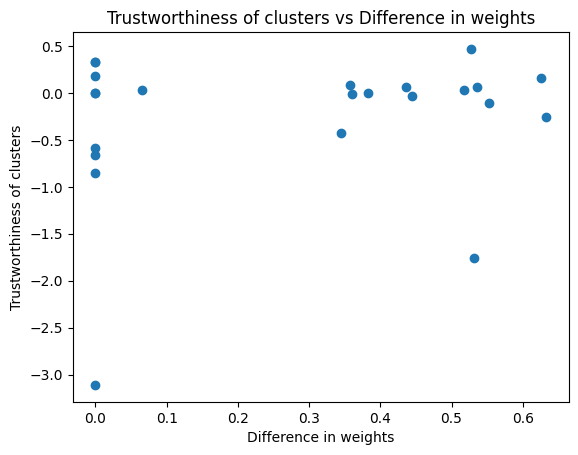 Trustworthiness of clusters vs Difference in weights
Trustworthiness of clusters
0.5
0.0
−0.5
−1.0
−1.5
−2.0
−2.5
−3.0
0.0 0.1 0.2 0.3 0.4 0.5 0.6
Difference in weights